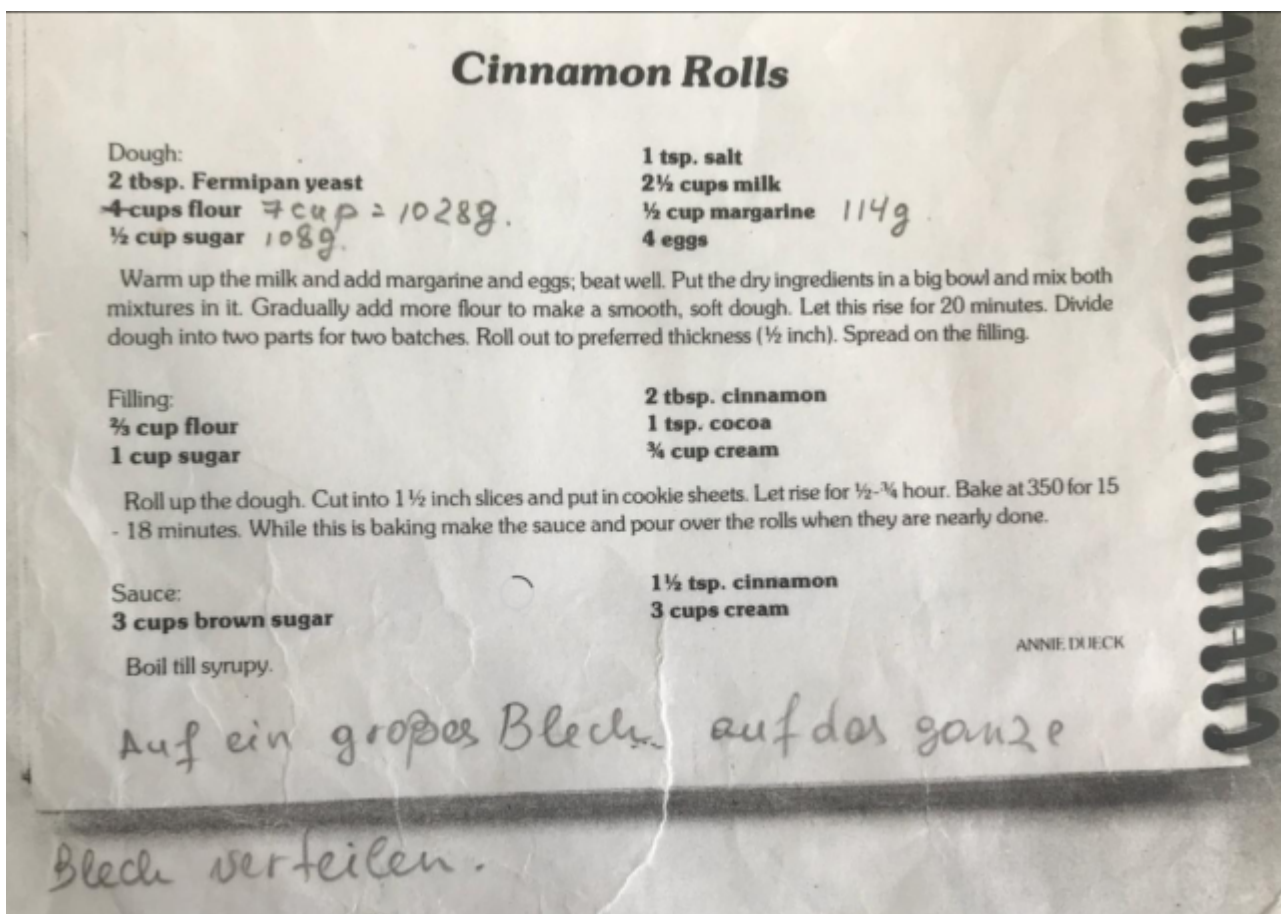 Cinnamon Rolls
Dough:
2 tbsp. Fermipan yeast
4 cups flour 7 cup = 1028g.
½ cup sugar 108g.
1 tsp. salt
2½ cups milk
½ cup margarine 114g
4 eggs
Warm up the milk and add margarine and eggs; beat well. Put the dry ingredients in a big bowl and mix both
mixtures in it. Gradually add more flour to make a smooth, soft dough. Let this rise for 20 minutes. Divide
dough into two parts for two batches. Roll out to preferred thickness (½ inch). Spread on the filling.
Filling:
⅔ cup flour
1 cup sugar
2 tbsp. cinnamon
1 tsp. cocoa
¾ cup cream
Roll up the dough. Cut into 1½ inch slices and put in cookie sheets. Let rise for ½-¾ hour. Bake at 350 for 15
- 18 minutes. While this is baking make the sauce and pour over the rolls when they are nearly done.
Sauce:
3 cups brown sugar
1½ tsp. cinnamon
3 cups cream
ANNIE DUECK
Boil till syrupy.
Auf ein großes Blech auf das ganze
Blech verteilen.